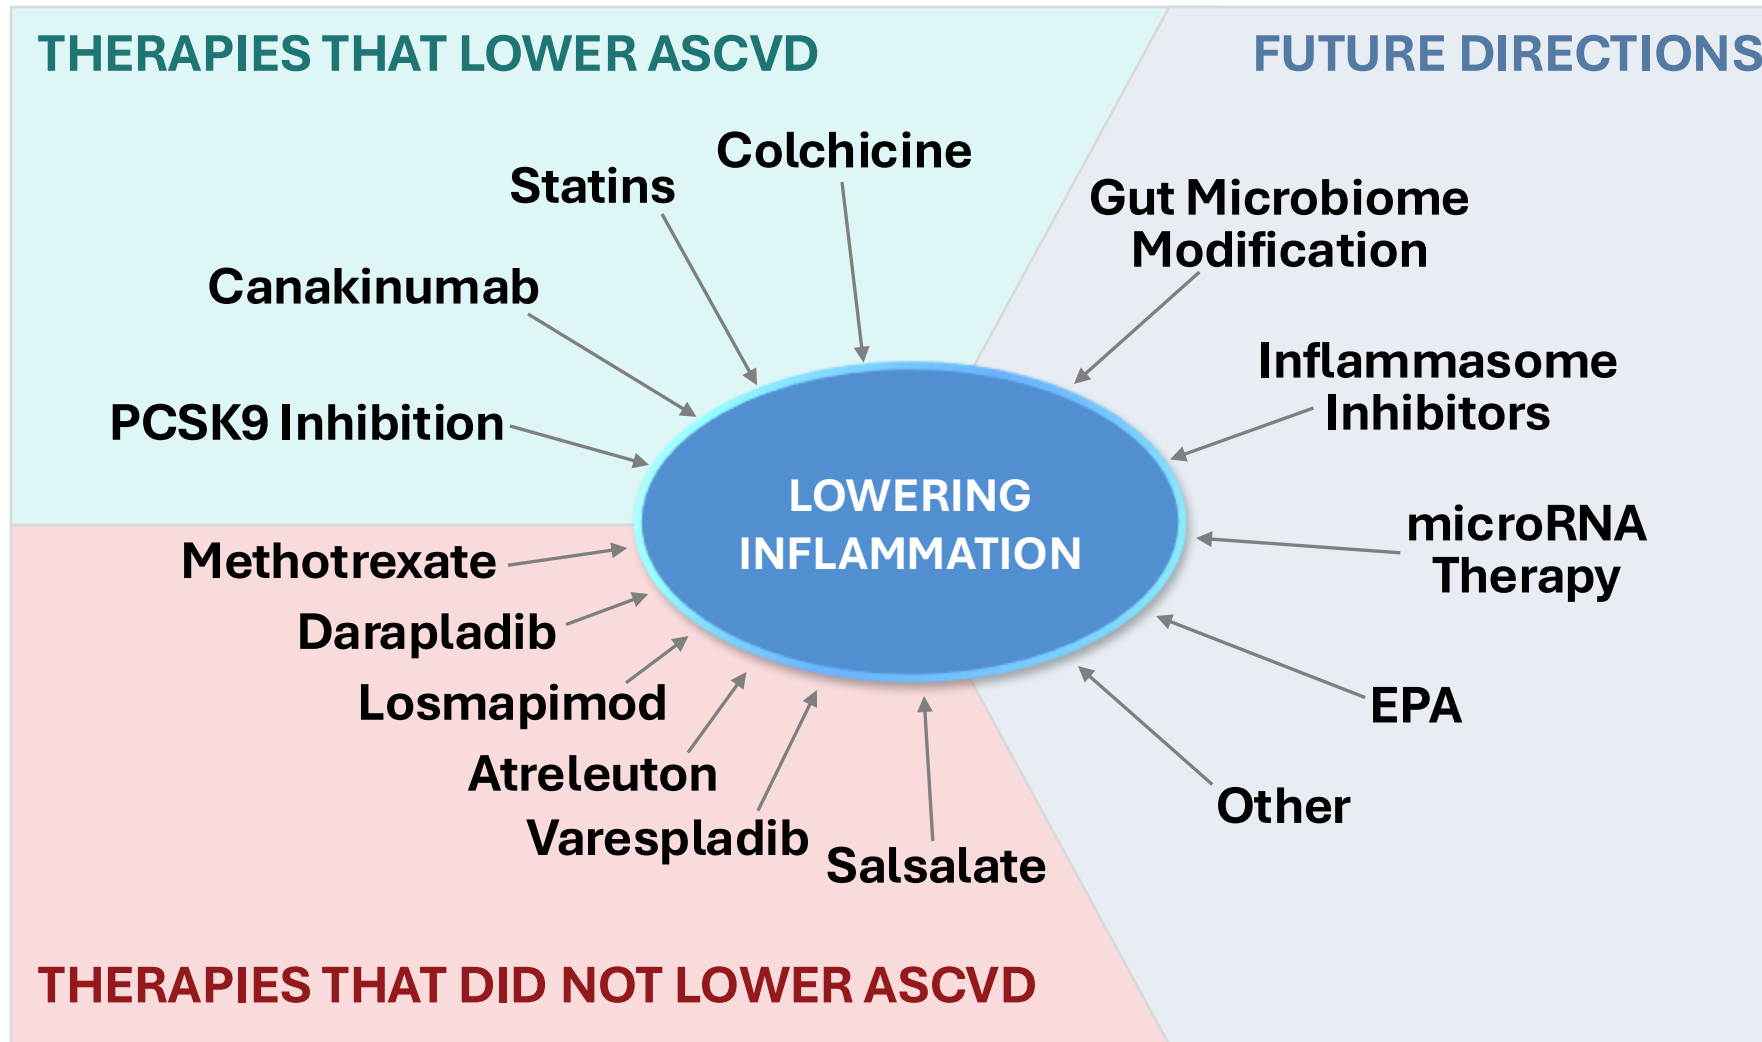 THERAPIES THAT LOWER ASCVD
Colchicine
Statins
Canakinumab
PCSK9 Inhibition
FUTURE DIRECTIONS
Gut Microbiome
Modification
Inflammasome
Inhibitors
microRNA
Therapy
EPA
Other
LOWERING
INFLAMMATION
Methotrexate
Darapladib
Losmapimod
Atreleuton
Varespladib
Salsalate
THERAPIES THAT DID NOT LOWER ASCVD